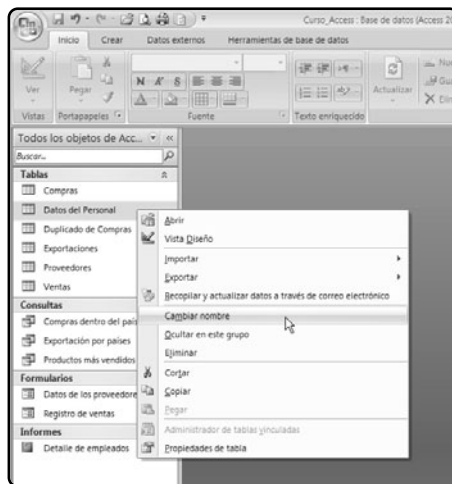 Curso_Access : Base de datos (Access 20
Inicio Crear Datos externos Herramientas de base de datos
Ver
Pegar
N K S
Actualizar
Vistas Portapapeles Fuente Texto enriquecido
Todos los objetos de Acc...
Buscar...
Tablas
Compras
Datos del Personal
Duplicado de Compras
Exportaciones
Proveedores
Ventas
Consultas
Compras dentro del país
Exportación por países
Productos más vendidos
Formularios
Datos de los proveedore
Registro de ventas
Informes
Detalle de empleados
Abrir
Vista Diseño
Importar
Exportar
Recopilar y actualizar datos a través de correo electrónico
Cambiar nombre
Ocultar en este grupo
Eliminar
Cortar
Copiar
Pegar
Administrador de tablas vinculadas
Propiedades de tabla